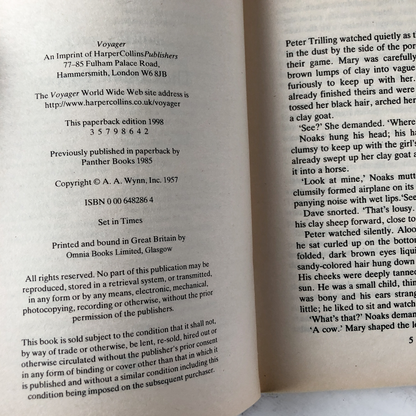 Voyager
An Imprint of HarperCollinsPublishers
77–85 Fulham Palace Road,
Hammersmith, London W6 8JB
The Voyager World Wide Web site address is
http://www.harpercollins.co.uk/voyager
This paperback edition 1998
3 5 7 9 8 6 4 2
Previously published in paperback by
Panther Books 1985
Copyright © A. A. Wynn, Inc. 1957
ISBN 0 00 648286 4
Set in Times
Printed and bound in Great Britain by
Omnia Books Limited, Glasgow
All rights reserved. No part of this publication may be
reproduced, stored in a retrieval system, or transmitted,
in any form or by any means, electronic, mechanical,
photocopying, recording or otherwise, without the prior
permission of the publishers.
This book is sold subject to the condition that it shall not,
by way of trade or otherwise, be lent, re-sold, hired out or
otherwise circulated without the publisher's prior consent
in any form of binding or cover other than that in which it
is published and without a similar condition including this
condition being imposed on the subsequent purchaser.
Peter Trilling watched quietly as t
in the dust by the side of the por
their game. Mary was carefully
brown lumps of clay into vague
furiously to keep up with her.
already finished theirs and were
tossed her black hair, arched her
a clay goat.
'See?' She demanded. 'Where
Noaks hung his head; his ha
clumsy to keep up with the girl's
already swept her clay goat a
it into a horse.
'Look at mine,' Noaks mutt
clumsily formed airplane on its
panying noise with wet lips. 'See
Dave snorted. 'That's lousy.
his clay sheep forward, close to
Peter watched silently. Aloo
he sat curled up on the bottom
folded, dark brown eyes liqui
sandy-colored hair hung down
His cheeks were deeply tanned
sun. He was a small child, thin
was bony and his ears strang
little; he liked to sit and watch
'What's that?' Noaks deman
'A cow.' Mary shaped the l
5